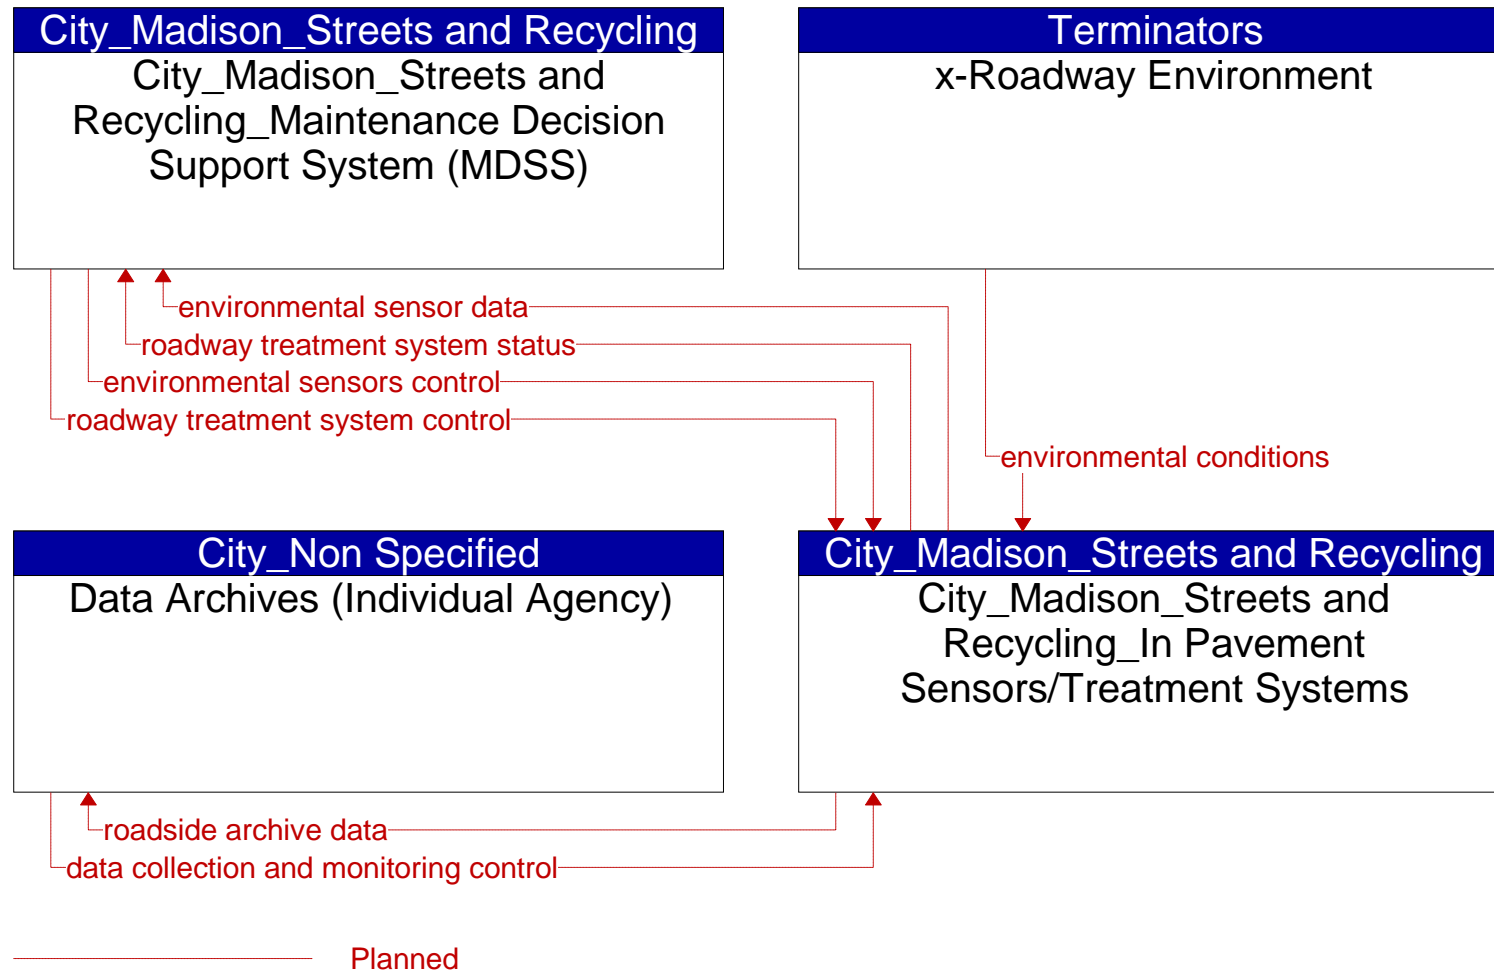 City_Madison_Streets and Recycling
City_Madison_Streets and
Recycling_Maintenance Decision
Support System (MDSS)
Terminators
x-Roadway Environment
environmental sensor data
roadway treatment system status
environmental sensors control
roadway treatment system control
environmental conditions
City_Non Specified
Data Archives (Individual Agency)
City_Madison_Streets and Recycling
City_Madison_Streets and
Recycling_In Pavement
Sensors/Treatment Systems
roadside archive data
data collection and monitoring control
Planned